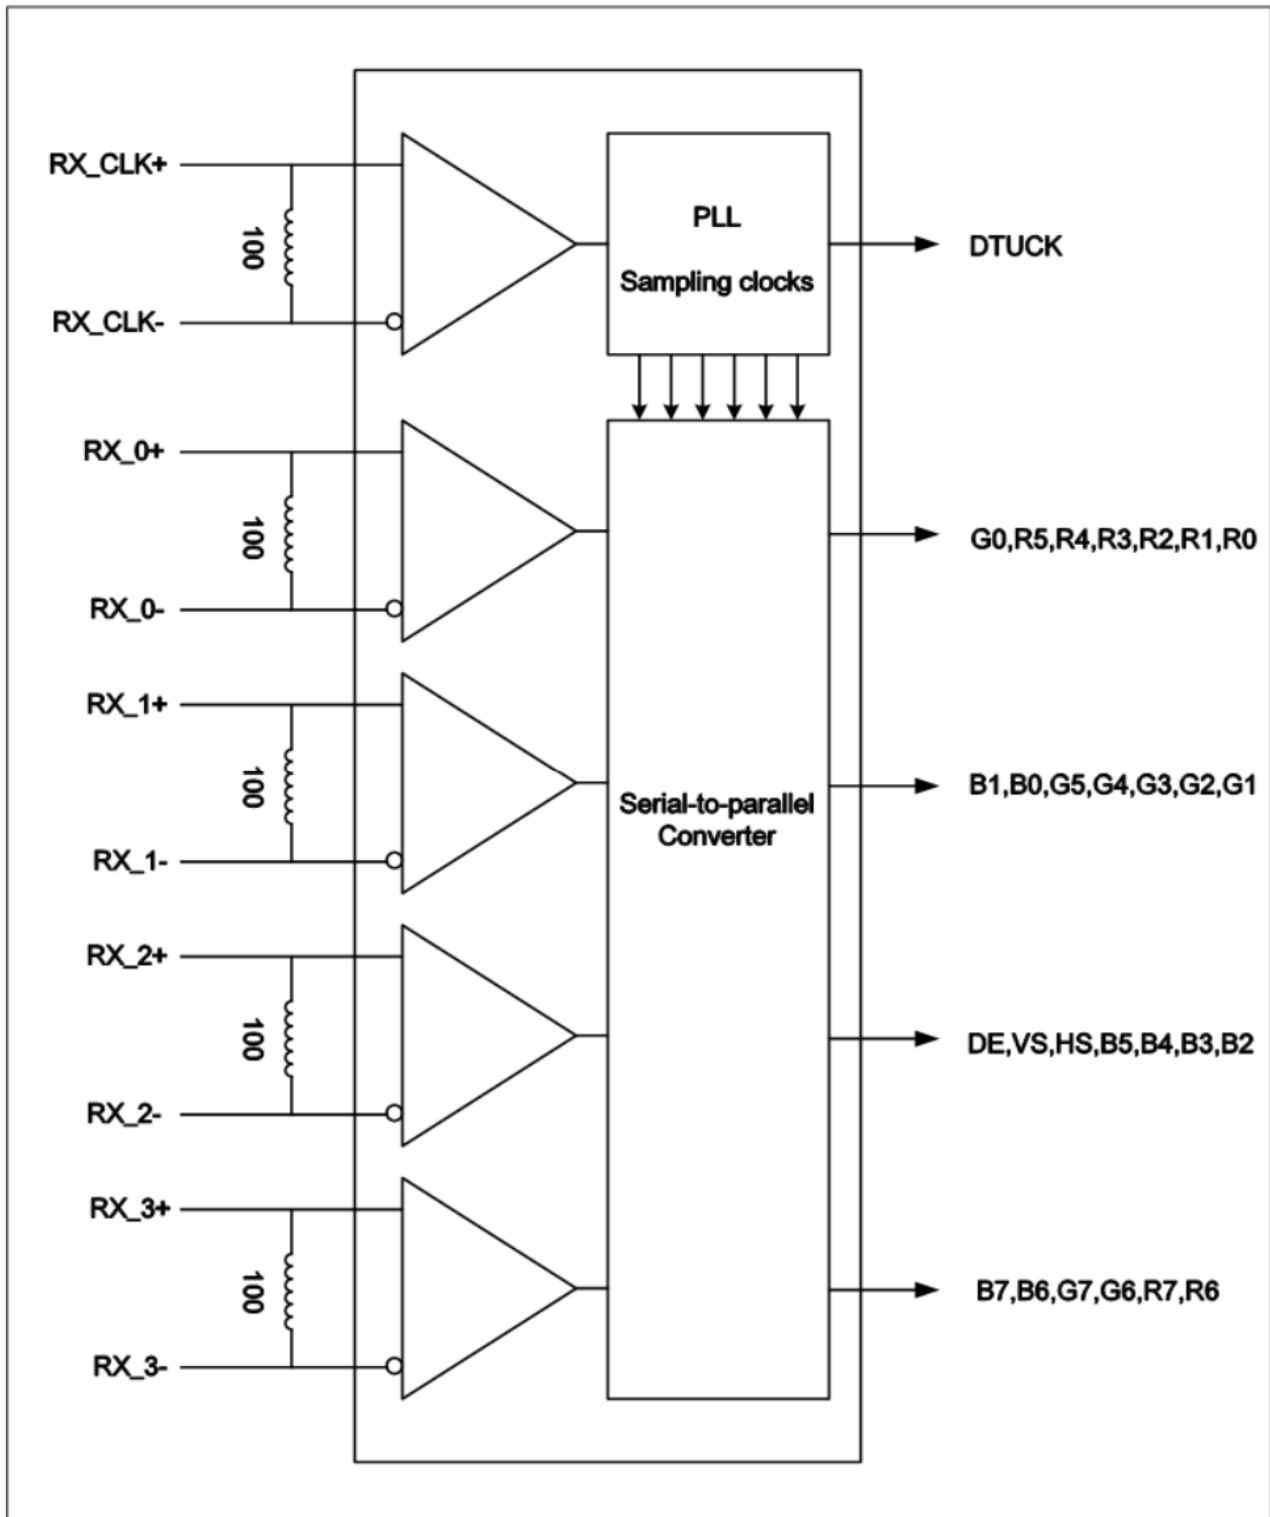 RX_CLK+
100
RX_CLK-
PLL
Sampling clocks
DTUCK
RX_0+
100
RX_0-
G0,R5,R4,R3,R2,R1,R0
RX_1+
100
RX_1-
Serial-to-parallel
Converter
B1,B0,G5,G4,G3,G2,G1
RX_2+
100
RX_2-
DE,VS,HS,B5,B4,B3,B2
RX_3+
100
RX_3-
B7,B6,G7,G6,R7,R6